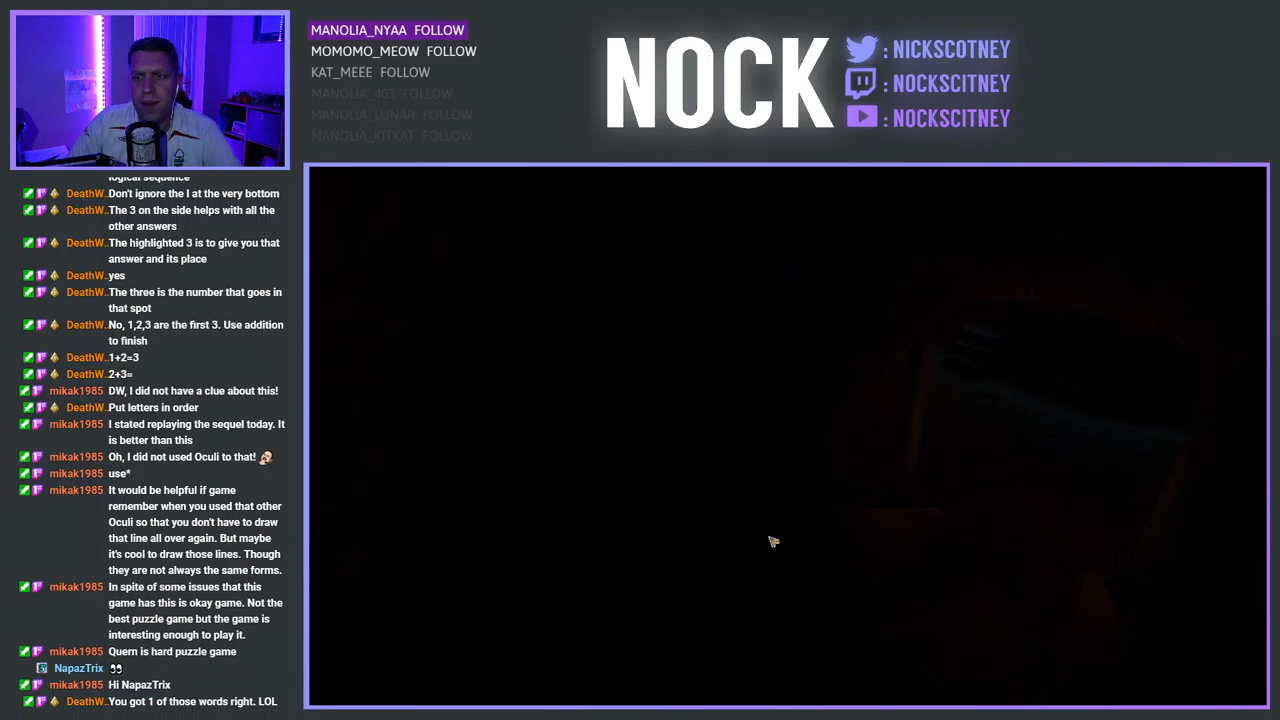 MANOLIA_NYAA FOLLOW
MOMOMO_MEOW FOLLOW
KAT_MEEE FOLLOW
MANOLIA_403 FOLLOW
MANOLIA_LUNAR FOLLOW
MANOLIA_KITKAT FOLLOW
NOCK
: NICKSCOTNEY
: NOCKSCITNEY
: NOCKSCITNEY
logical sequence
DeathW.. Don't ignore the I at the very bottom
DeathW.. The 3 on the side helps with all the
other answers
DeathW.. The highlighted 3 is to give you that
answer and its place
DeathW.. yes
DeathW.. The three is the number that goes in
that spot
DeathW.. No, 1,2,3 are the first 3. Use addition
to finish
DeathW.. 1+2=3
DeathW.. 2+3=
mikak1985 DW, I did not have a clue about this!
DeathW.. Put letters in order
mikak1985 I stated replaying the sequel today. It
is better than this
mikak1985 Oh, I did not used Oculi to that!
mikak1985 use*
mikak1985 It would be helpful if game
remember when you used that other
Oculi so that you don't have to draw
that line all over again. But maybe
it's cool to draw those lines. Though
they are not always the same forms.
mikak1985 In spite of some issues that this
game has this is okay game. Not the
best puzzle game but the game is
interesting enough to play it.
mikak1985 Quern is hard puzzle game
NapazTrix 👀
mikak1985 Hi NapazTrix
DeathW.. You got 1 of those words right. LOL